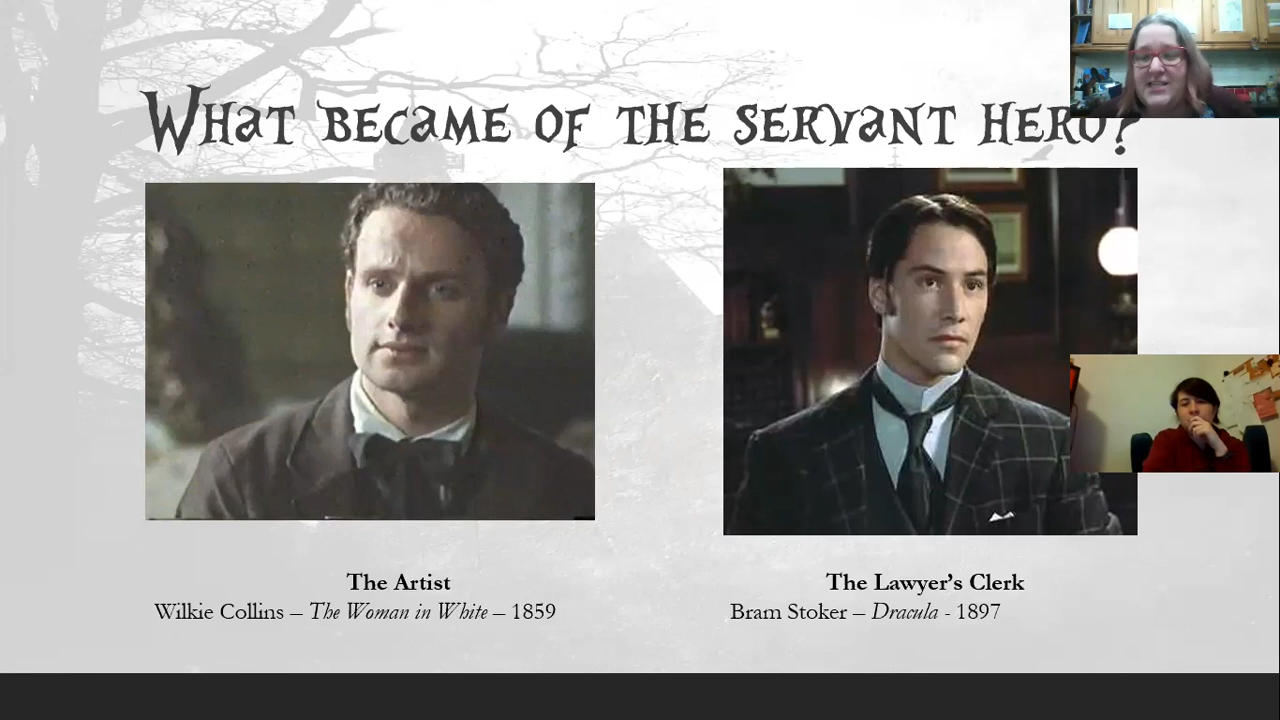 What became of the servant hero?
The Artist
Wilkie Collins – The Woman in White – 1859
The Lawyer's Clerk
Bram Stoker – Dracula - 1897